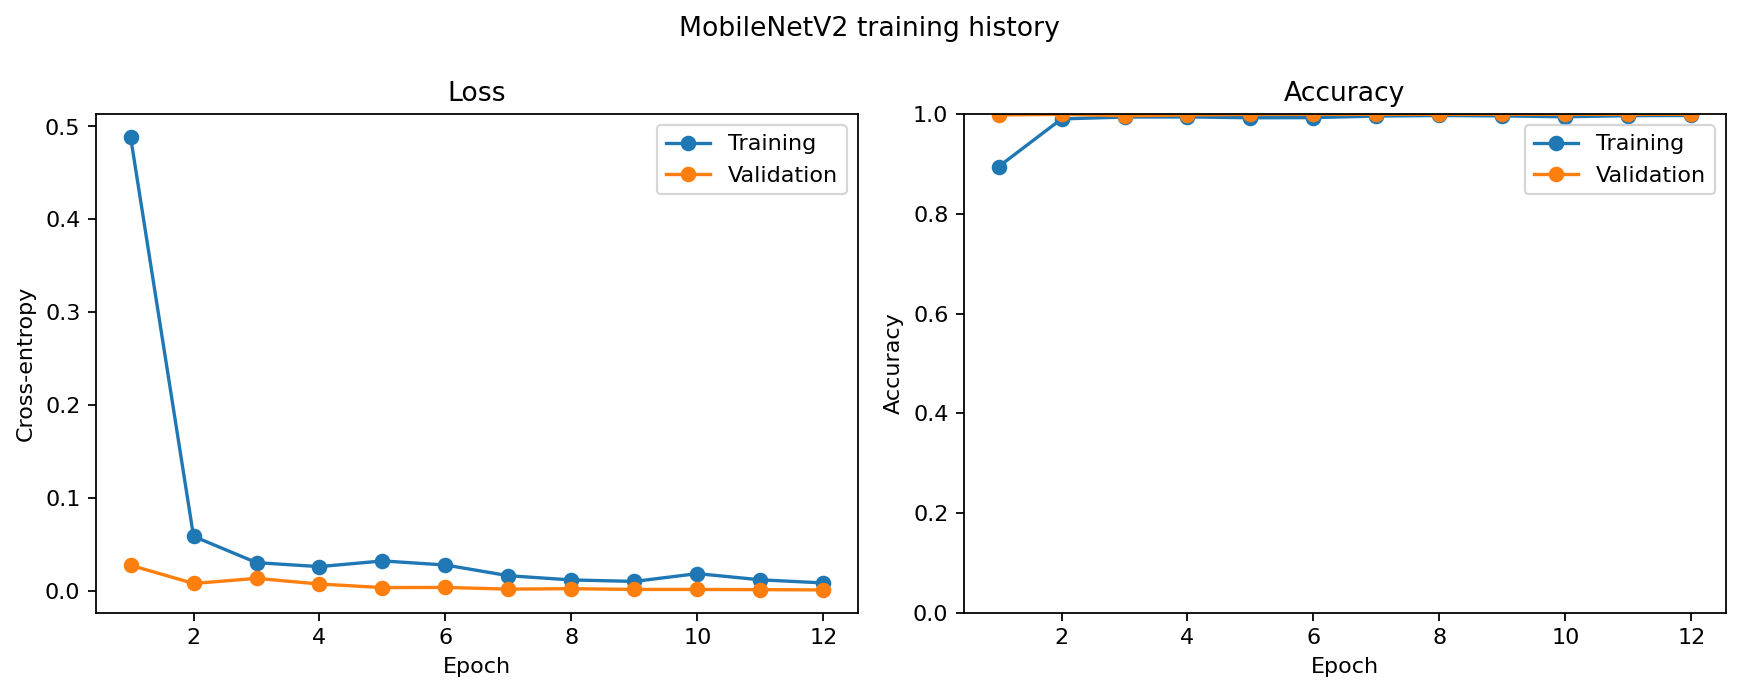 MobileNetV2 training history
Loss
0.5
0.4
0.3
0.2
0.1
0.0
Cross-entropy
2
4
6
8
10
12
Epoch
Training
Validation
Accuracy
1.0
0.8
0.6
0.4
0.2
0.0
Accuracy
2
4
6
8
10
12
Epoch
Training
Validation